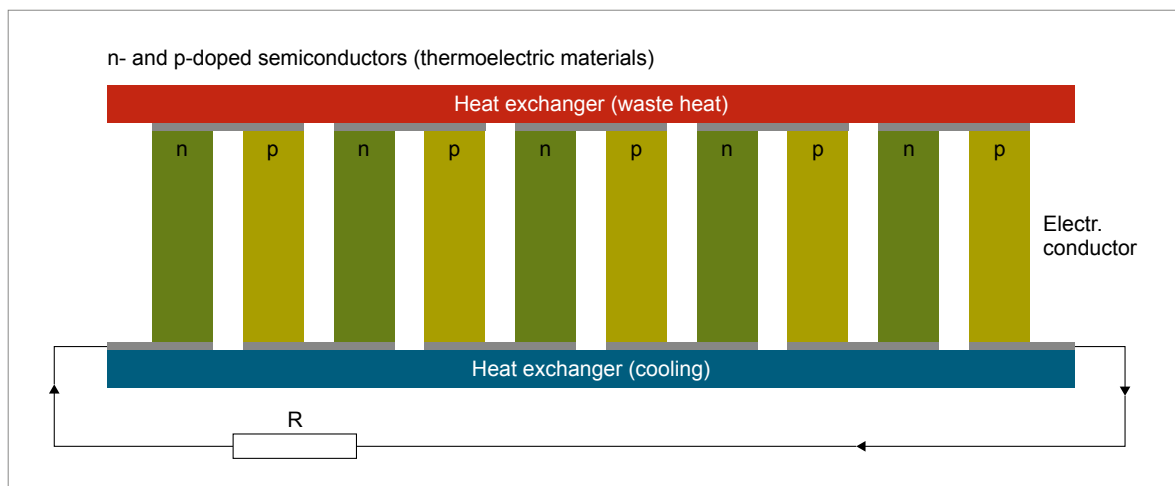 n- and p-doped semiconductors (thermoelectric materials)
Heat exchanger (waste heat)
n p n p n p n p n p
Electr.
conductor
Heat exchanger (cooling)
R